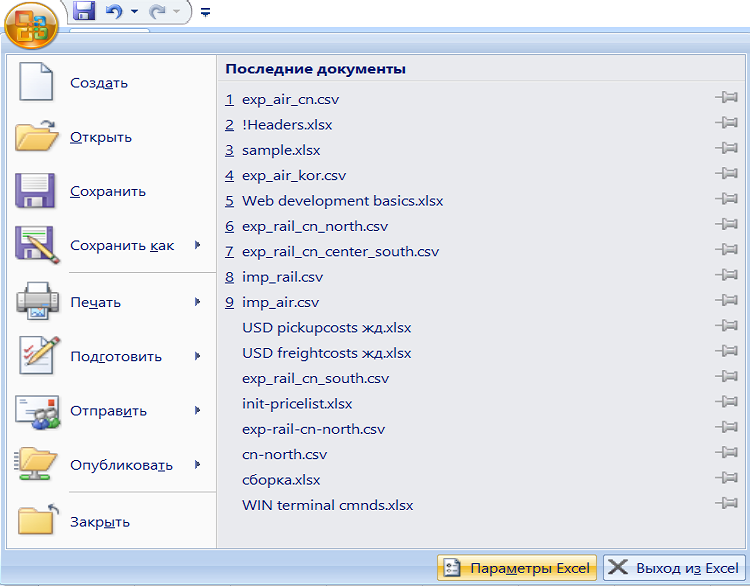 Создать
Открыть
Сохранить
Сохранить как
Печать
Подготовить
Отправить
Опубликовать
Закрыть
Последние документы
1 exp_air_cn.csv
2 !Headers.xlsx
3 sample.xlsx
4 exp_air_kor.csv
5 Web development basics.xlsx
6 exp_rail_cn_north.csv
7 exp_rail_cn_center_south.csv
8 imp_rail.csv
9 imp_air.csv
USD pickupcosts жд.xlsx
USD freightcosts жд.xlsx
exp_rail_cn_south.csv
init-pricelist.xlsx
exp-rail-cn-north.csv
cn-north.csv
сборка.xlsx
WIN terminal cmnds.xlsx
Параметры Excel
Выход из Excel